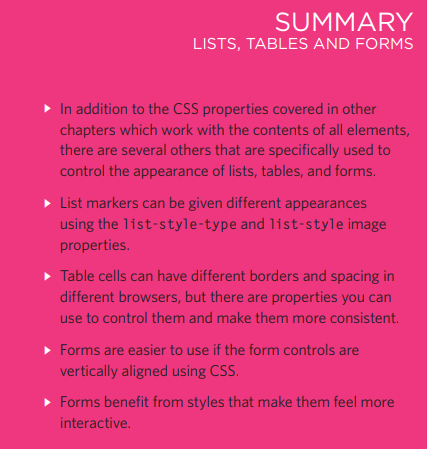 SUMMARY
LISTS, TABLES AND FORMS
In addition to the CSS properties covered in other
chapters which work with the contents of all elements,
there are several others that are specifically used to
control the appearance of lists, tables, and forms.
List markers can be given different appearances
using the list-style-type and list-style image
properties.
Table cells can have different borders and spacing in
different browsers, but there are properties you can
use to control them and make them more consistent.
Forms are easier to use if the form controls are
vertically aligned using CSS.
Forms benefit from styles that make them feel more
interactive.